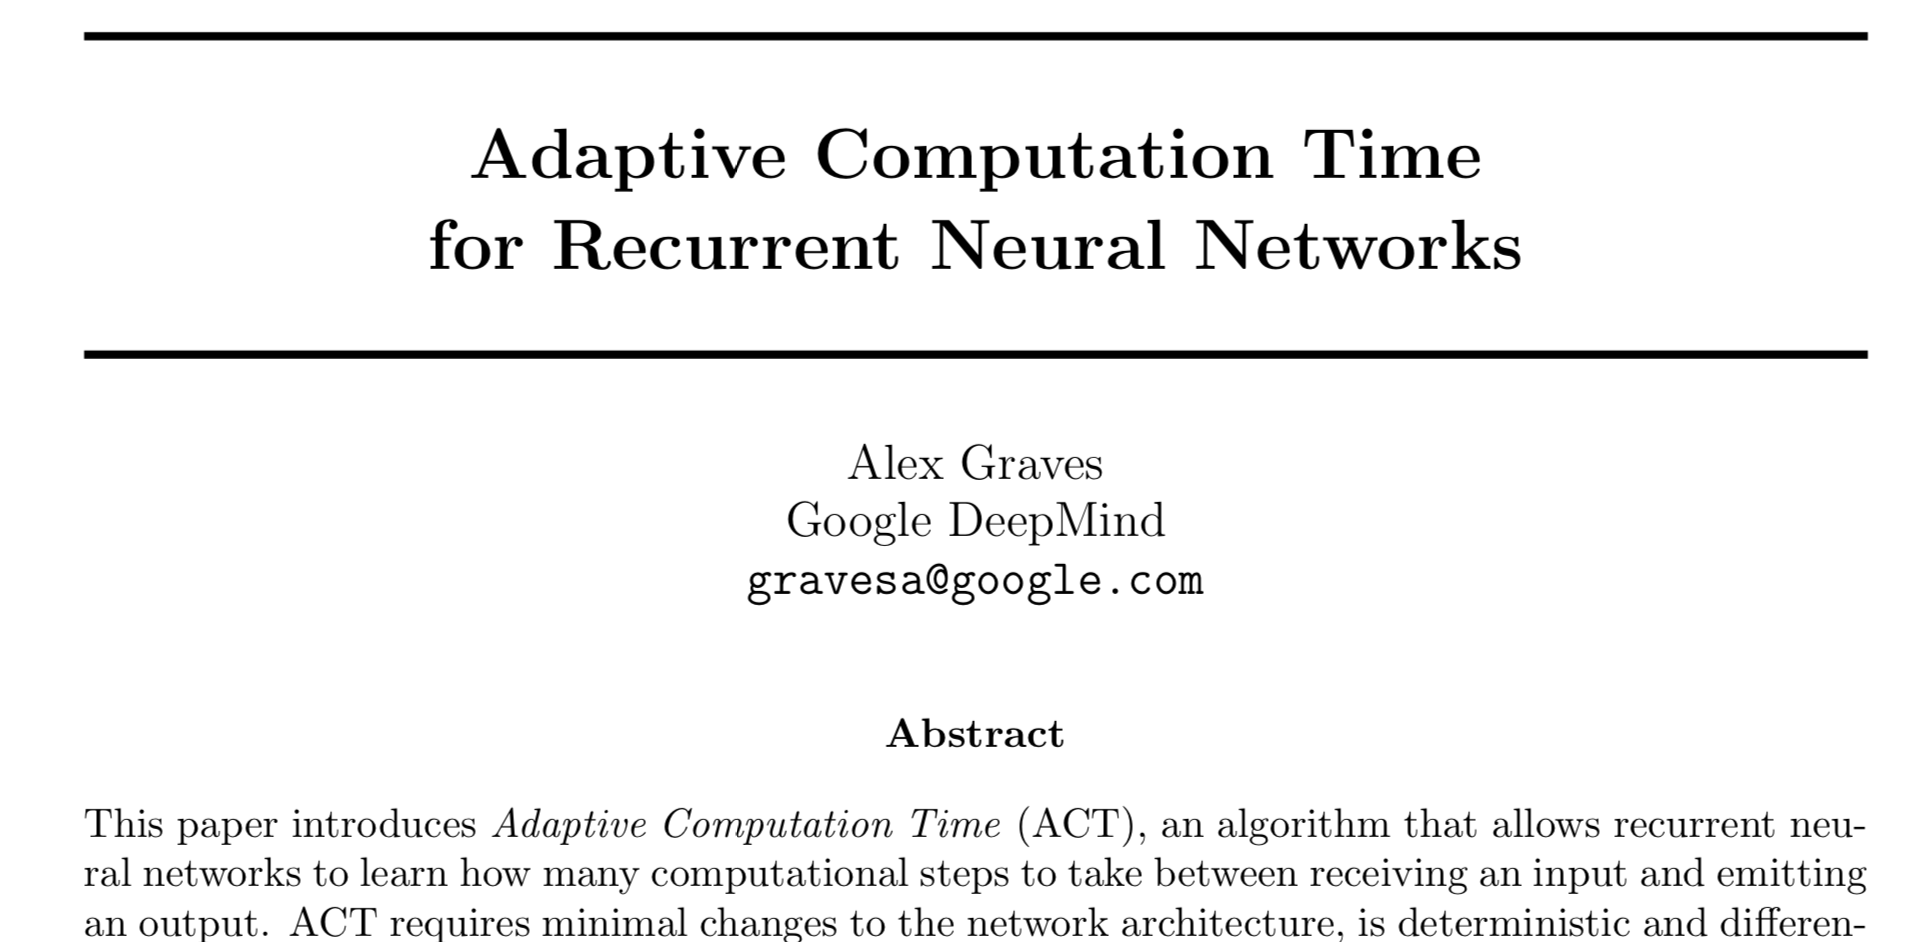 Adaptive Computation Time
for Recurrent Neural Networks
Alex Graves
Google DeepMind
gravesa@google.com
Abstract
This paper introduces Adaptive Computation Time (ACT), an algorithm that allows recurrent neu-
ral networks to learn how many computational steps to take between receiving an input and emitting
an output. ACT requires minimal changes to the network architecture, is deterministic and differen-